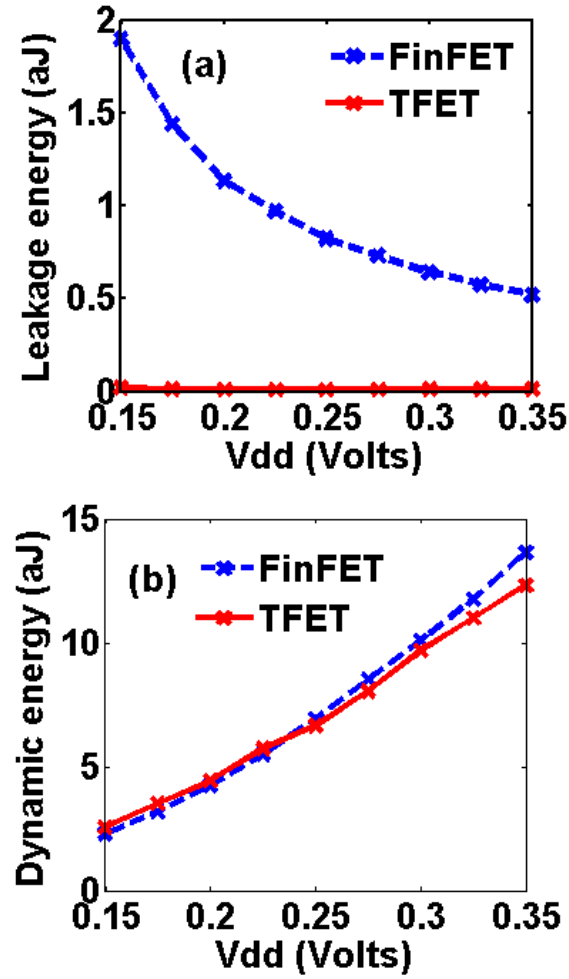 2
(a)
FinFET
TFET
1.5
1
0.5
0
Leakage energy (aJ)
0.15
0.2
0.25
0.3
0.35
Vdd (Volts)
15
(b)
FinFET
TFET
10
5
0
Dynamic energy (aJ)
0.15
0.2
0.25
0.3
0.35
Vdd (Volts)